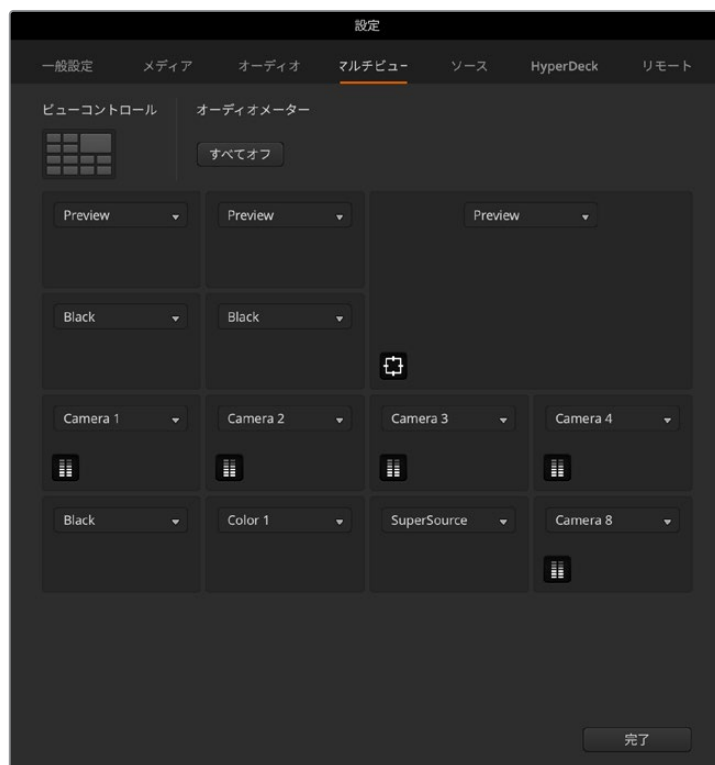 設定
一般設定 メディア オーディオ マルチビュー ソース HyperDeck リモート
ビューコントロール オーディオメーター
すべてオフ
Preview Preview Preview
Black Black
Camera 1 Camera 2 Camera 3 Camera 4
Black Color 1 SuperSource Camera 8
完了